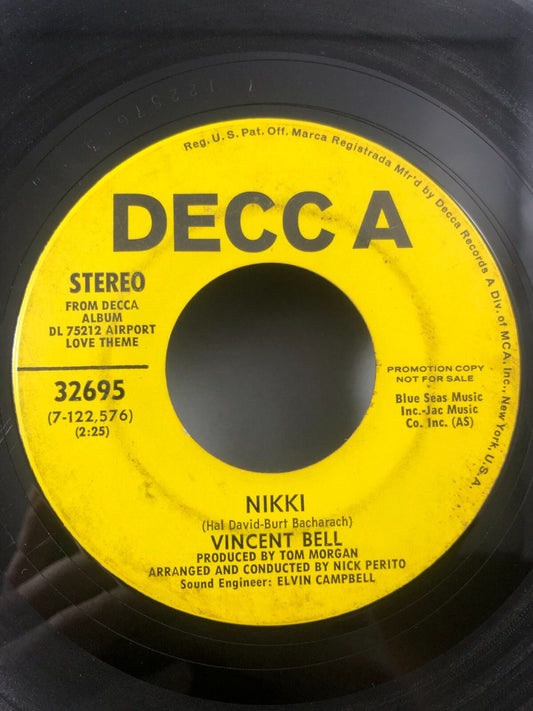 122576 3
Reg. U.S. Pat. Off. Marca Registrada Mfr'd by Decca Records A Div. of MCA, Inc., New York, U.S.A.
DECCA
STEREO
FROM DECCA
ALBUM
DL 75212 AIRPORT
LOVE THEME
32695
(7-122,576)
(2:25)
PROMOTION COPY
NOT FOR SALE
Blue Seas Music
Inc.-Jac Music
Co. Inc. (AS)
NIKKI
(Hal David-Burt Bacharach)
VINCENT BELL
PRODUCED BY TOM MORGAN
ARRANGED AND CONDUCTED BY NICK PERITO
Sound Engineer: ELVIN CAMPBELL